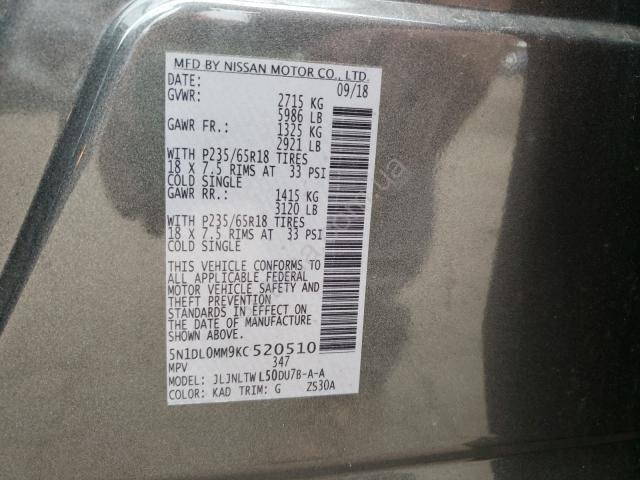 MFD BY NISSAN MOTOR CO., LTD.
DATE: 09/18
GVWR: 2715 KG
5986 LB
GAWR FR.: 1325 KG
2921 LB
WITH P235/65R18 TIRES
18 X 7.5 RIMS AT 33 PSI
COLD SINGLE
GAWR RR.: 1415 KG
3120 LB
WITH P235/65R18 TIRES
18 X 7.5 RIMS AT 33 PSI
COLD SINGLE
THIS VEHICLE CONFORMS TO
ALL APPLICABLE FEDERAL
MOTOR VEHICLE SAFETY AND
THEFT PREVENTION
STANDARDS IN EFFECT ON
THE DATE OF MANUFACTURE
SHOWN ABOVE.
5N1DL0MM9KC520510
MPV 347
MODEL: JLJNLTWL50DU7B-A-A
COLOR: KAD TRIM: G ZS30A